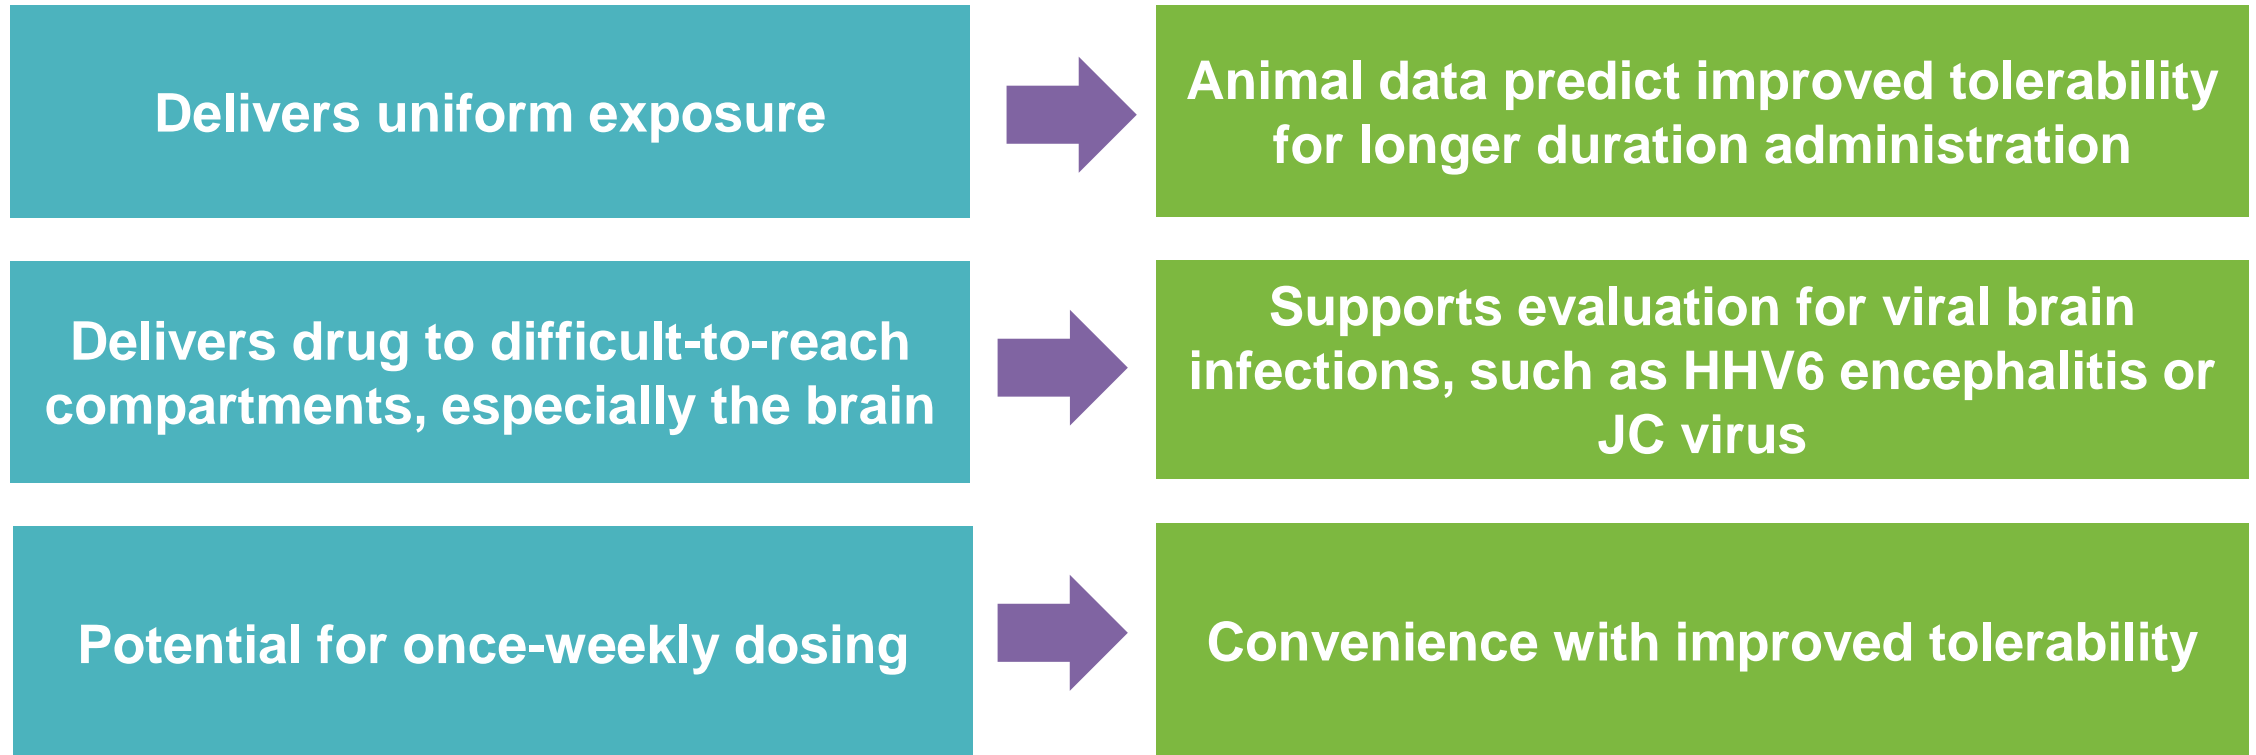 Delivers uniform exposure
Animal data predict improved tolerability
for longer duration administration
Delivers drug to difficult-to-reach
compartments, especially the brain
Supports evaluation for viral brain
infections, such as HHV6 encephalitis or
JC virus
Potential for once-weekly dosing
Convenience with improved tolerability